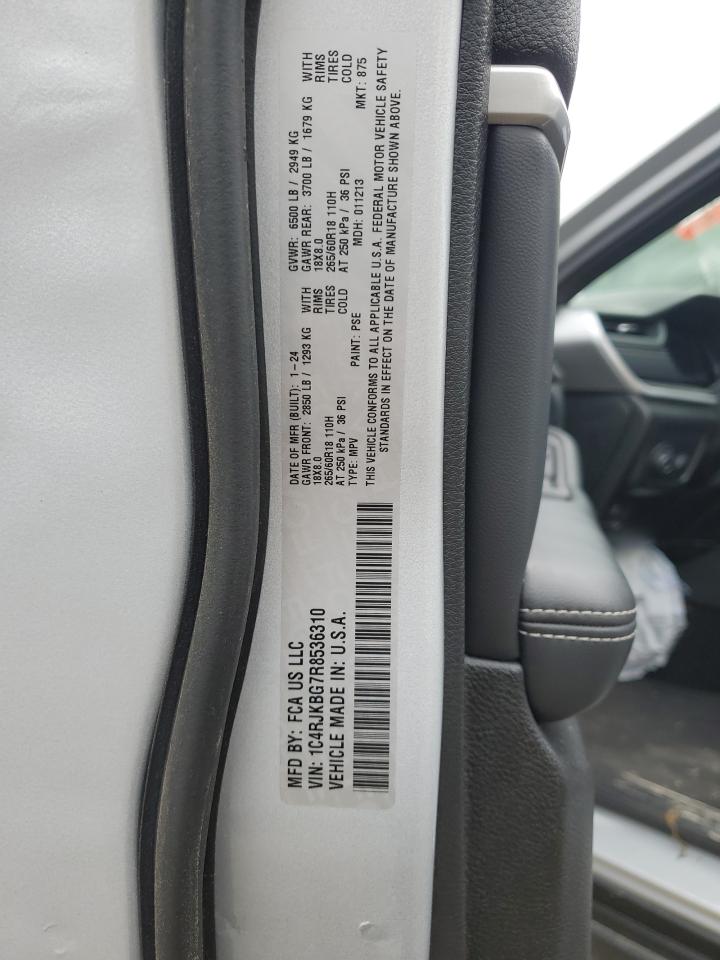 MFD BY: FCA US LLC
VIN: 1C4RJKBG7R8536310
VEHICLE MADE IN: U.S.A.
DATE OF MFR (BUILT): 1-24 GVWR: 6500 LB / 2949 KG
GAWR FRONT: 2850 LB / 1293 KG WITH GAWR REAR: 3700 LB / 1679 KG WITH
18X8.0 RIMS 18X8.0 RIMS
265/60R18 110H TIRES 265/60R18 110H TIRES
AT 250 kPa / 36 PSI COLD AT 250 kPa / 36 PSI COLD
TYPE: MPV PAINT: PSE MDH: 011213 MKT: 875
THIS VEHICLE CONFORMS TO ALL APPLICABLE U.S.A. FEDERAL MOTOR VEHICLE SAFETY
STANDARDS IN EFFECT ON THE DATE OF MANUFACTURE SHOWN ABOVE.